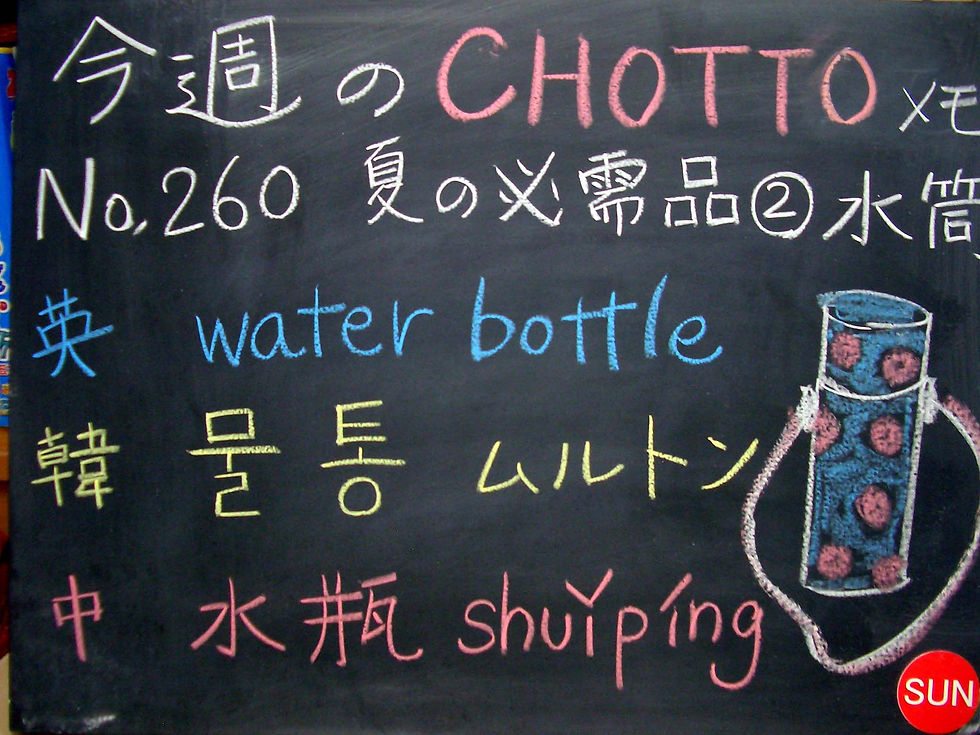 今週のCHOTTOメモ
No.260 夏の必需品②水筒
英 water bottle
韓 물통 ムルトン
中 水瓶 shuǐpíng
SUN